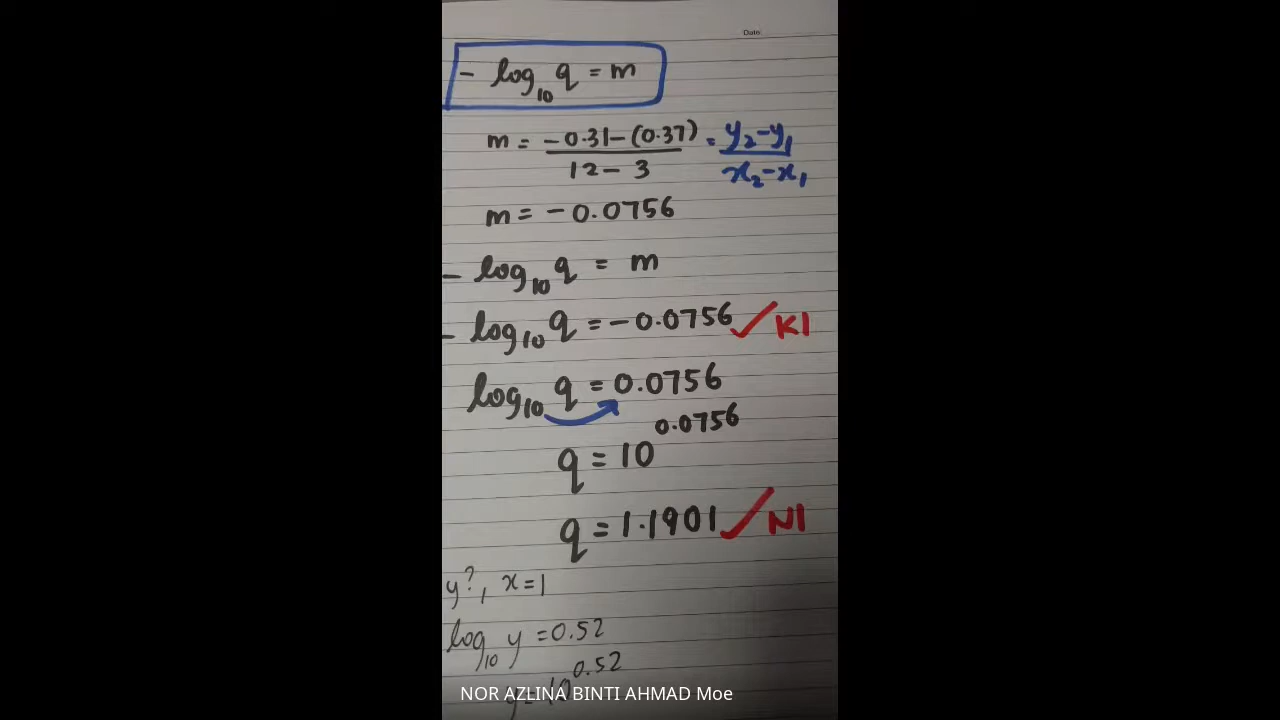 Date
- log₁₀ q = m
m = -0.31-(0.37)/12-3 = y₂-y₁/x₂-x₁
m = -0.0756
- log₁₀ q = m
- log₁₀ q = -0.0756 ✓ K1
log₁₀ q = 0.0756
q = 10^0.0756
q = 1.1901 ✓ N1
y?, x=1
log₁₀ y = 0.52
y = 10^0.52
NOR AZLINA BINTI AHMAD Moe